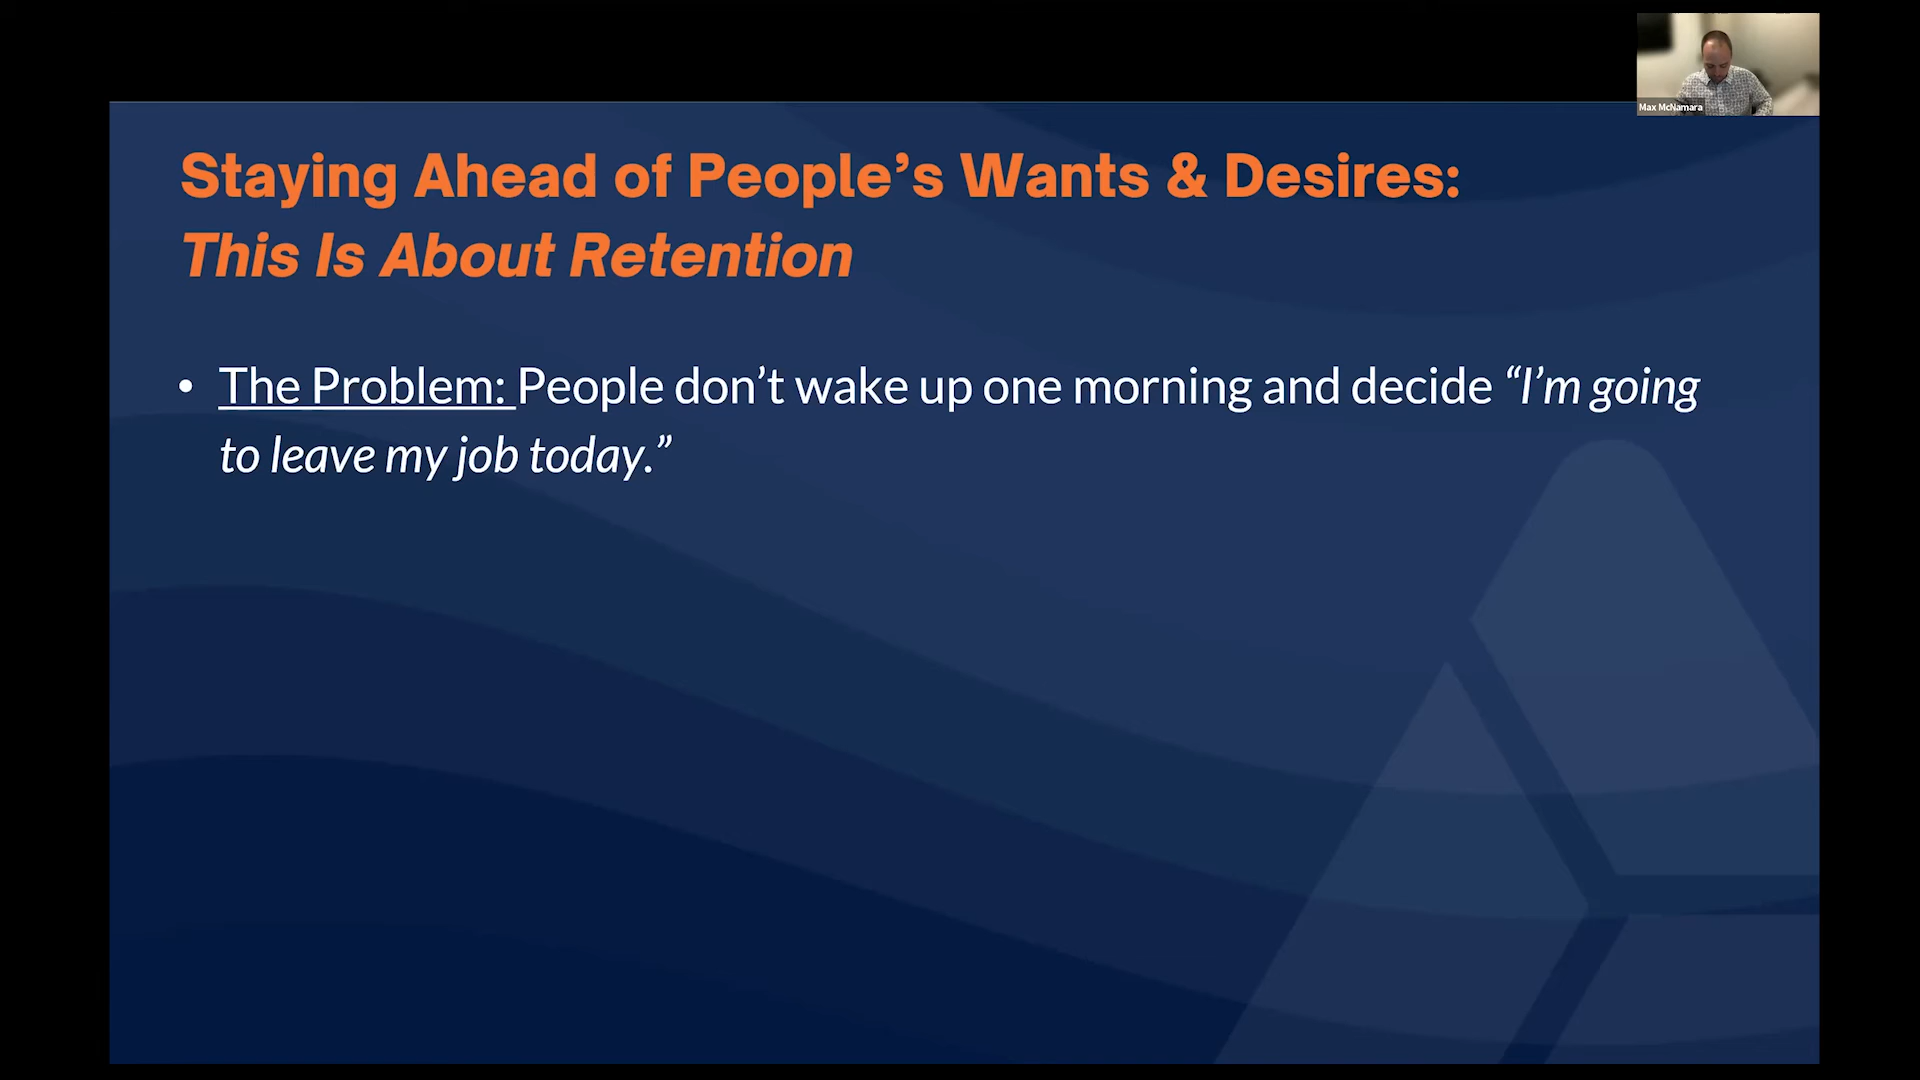 Max McNamara
Staying Ahead of People’s Wants & Desires:
This Is About Retention
• The Problem: People don’t wake up one morning and decide “I’m going
to leave my job today.”